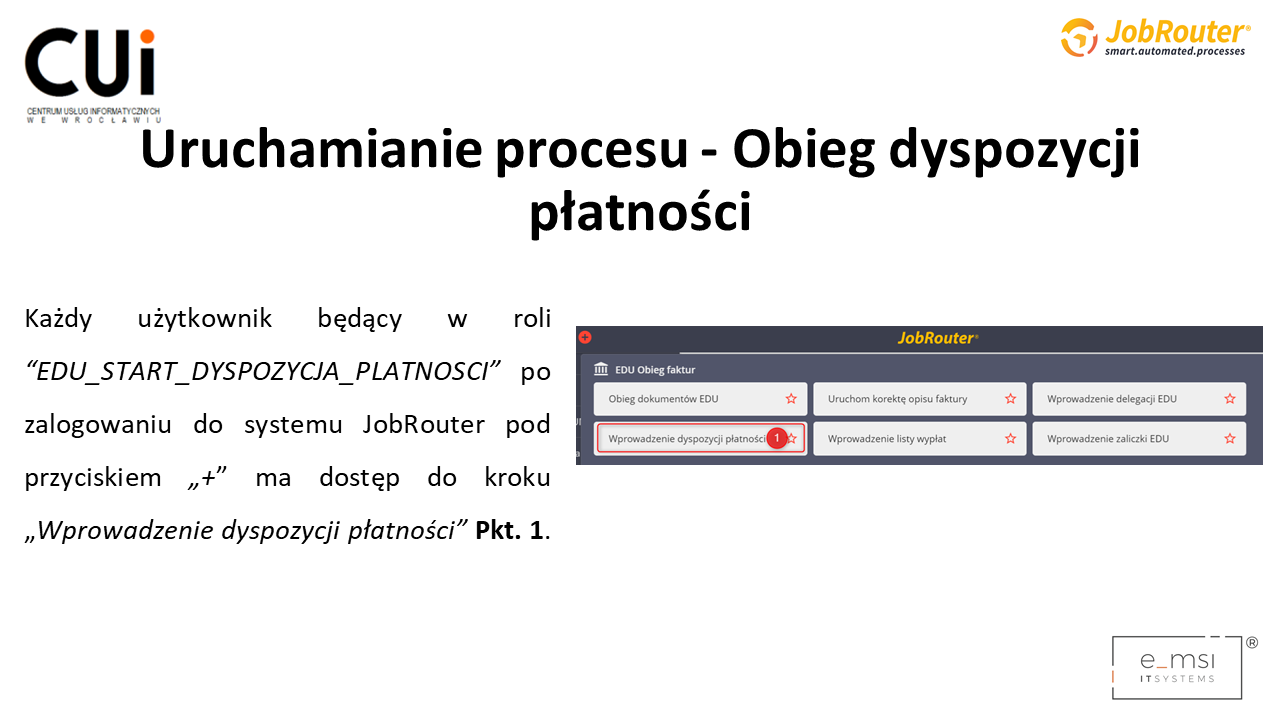 CUi
CENTRUM USŁUG INFORMATYCZNYCH
WE WROCŁAWIU
JobRouter®
smart.automated.processes
Uruchamianie procesu - Obieg dyspozycji
płatności
Każdy użytkownik będący w roli
“EDU_START_DYSPOZYCJA_PLATNOSCI” po
zalogowaniu do systemu JobRouter pod
przyciskiem „+” ma dostęp do kroku
„Wprowadzenie dyspozycji płatności” Pkt. 1.
JobRouter®
EDU Obieg faktur
Obieg dokumentów EDU
Uruchom korektę opisu faktury
Wprowadzenie delegacji EDU
Wprowadzenie dyspozycji płatności 1
Wprowadzenie listy wypłat
Wprowadzenie zaliczki EDU
e_msi ®
ITSYSTEMS